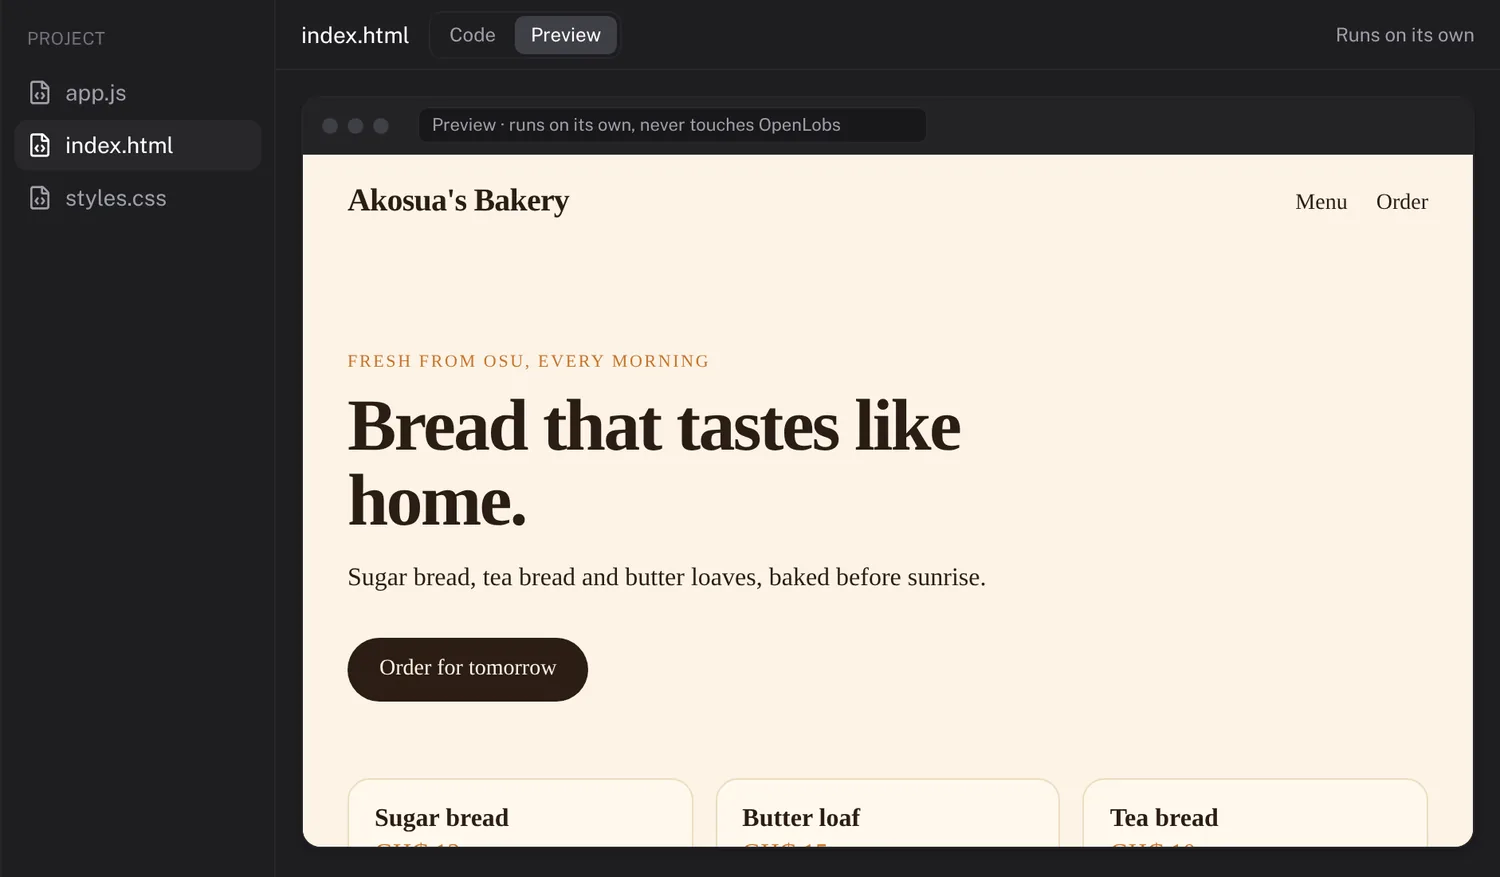 PROJECT
app.js
index.html
styles.css
index.html Code Preview Runs on its own
Preview · runs on its own, never touches OpenLobs
Akosua's Bakery Menu Order
FRESH FROM OSU, EVERY MORNING
Bread that tastes like
home.
Sugar bread, tea bread and butter loaves, baked before sunrise.
Order for tomorrow
Sugar bread Butter loaf Tea bread